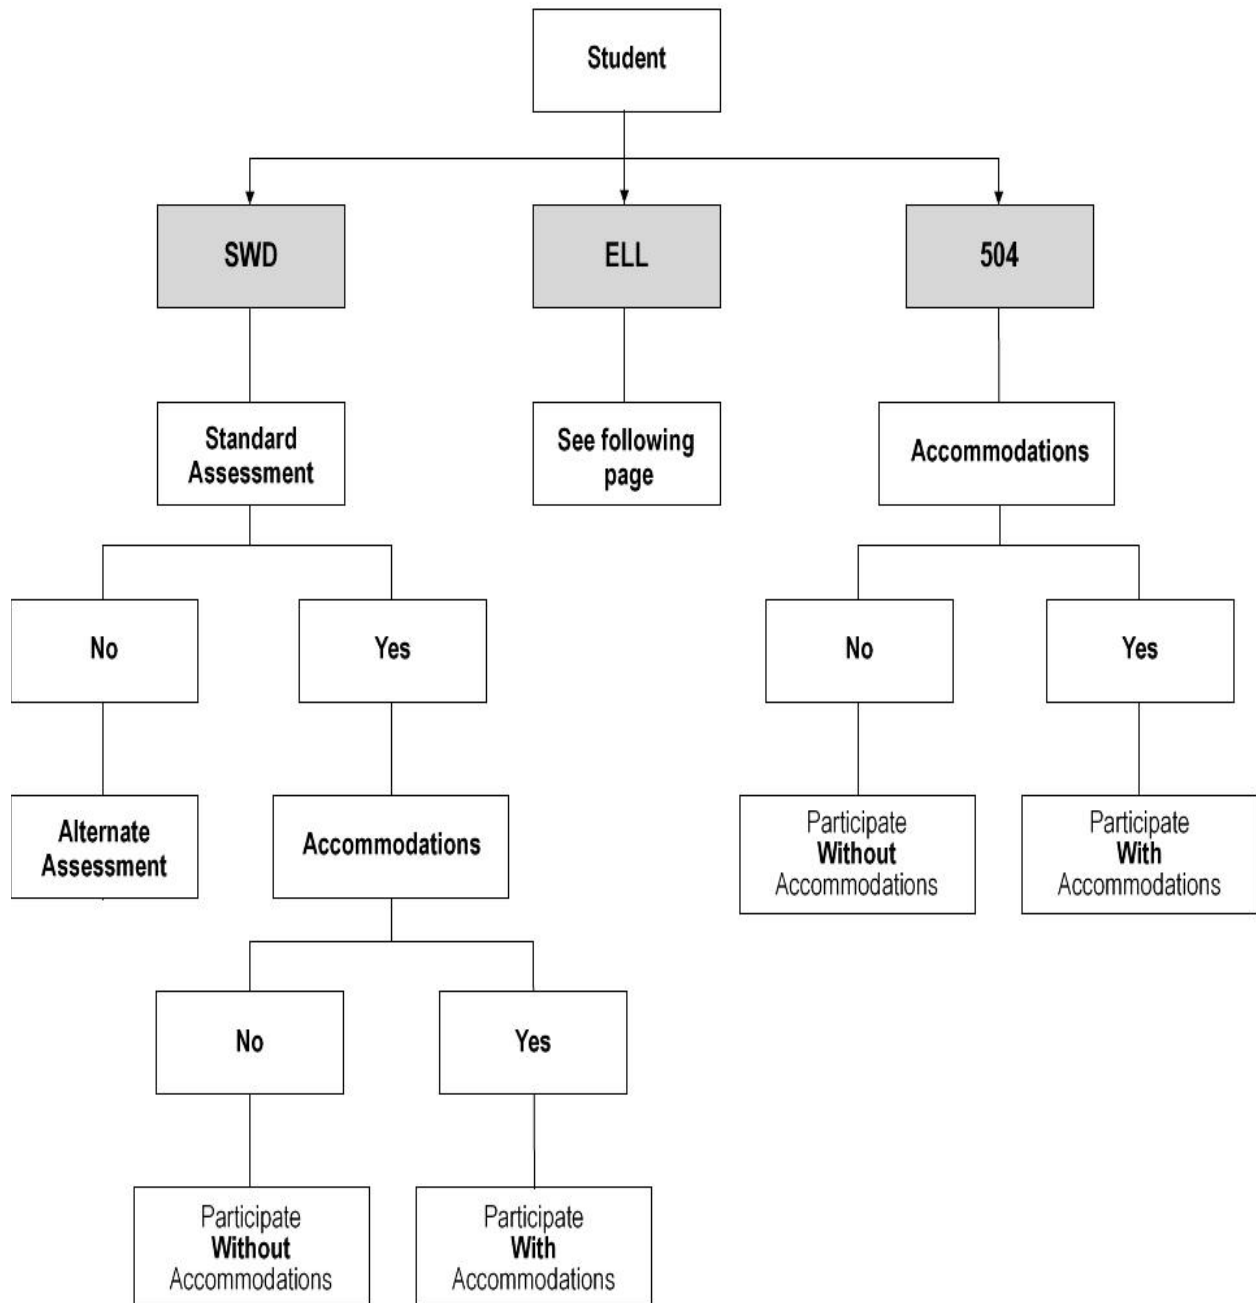 Student
SWD
ELL
504
Standard
Assessment
See following
page
Accommodations
No
Yes
No
Yes
Alternate
Assessment
Accommodations
Participate
Without
Accommodations
Participate
With
Accommodations
No
Yes
Participate
Without
Accommodations
Participate
With
Accommodations